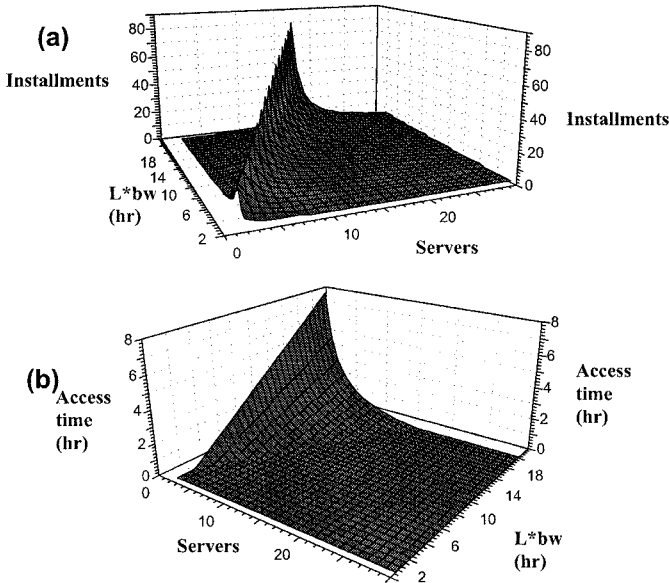 (a)
Installments
80
60
40
20
0
80
60
40
20
0
Installments
18
14
10
6
2
L*bw
(hr)
0
10
20
Servers
(b)
Access
time
(hr)
8
6
4
2
0
8
6
4
2
0
Access
time
(hr)
0
10
20
Servers
18
14
10
6
2
L*bw
(hr)